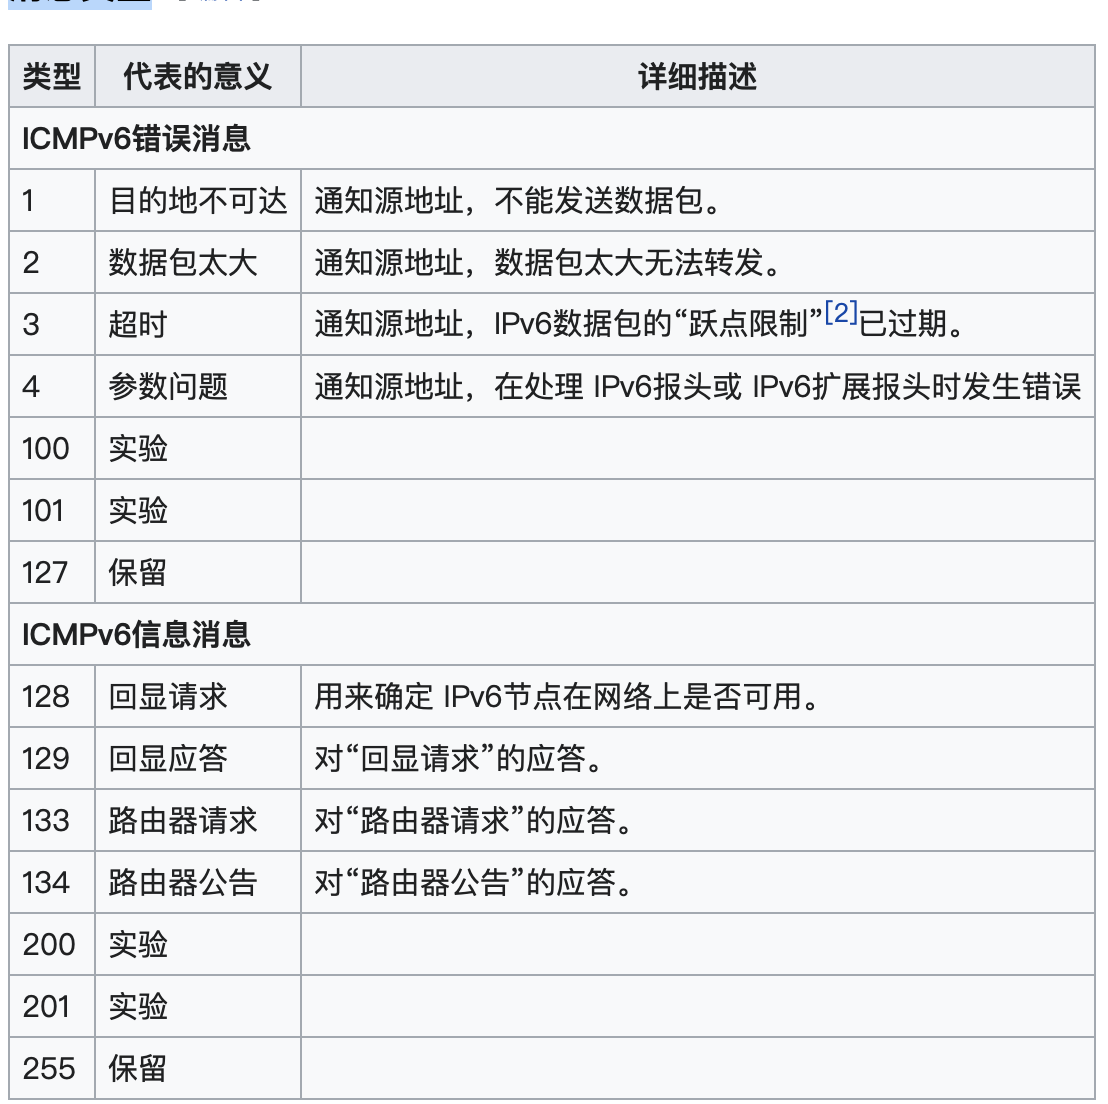 类型 代表的意义 详细描述
ICMPv6错误消息
1 目的地不可达 通知源地址，不能发送数据包。
2 数据包太大 通知源地址，数据包太大无法转发。
3 超时 通知源地址，IPv6数据包的“跃点限制”[2]已过期。
4 参数问题 通知源地址，在处理 IPv6报头或 IPv6扩展报头时发生错误
100 实验
101 实验
127 保留
ICMPv6信息消息
128 回显请求 用来确定 IPv6节点在网络上是否可用。
129 回显应答 对“回显请求”的应答。
133 路由器请求 对“路由器请求”的应答。
134 路由器公告 对“路由器公告”的应答。
200 实验
201 实验
255 保留